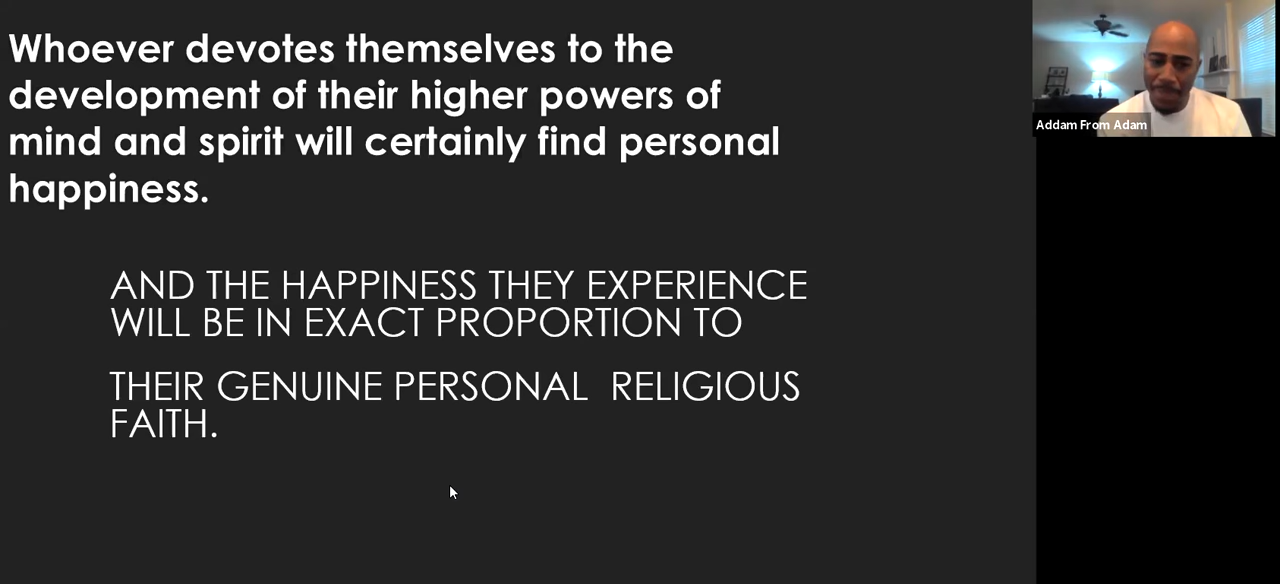 Whoever devotes themselves to the
development of their higher powers of
mind and spirit will certainly find personal
happiness.
AND THE HAPPINESS THEY EXPERIENCE
WILL BE IN EXACT PROPORTION TO
THEIR GENUINE PERSONAL  RELIGIOUS
FAITH.
Addam From Adam